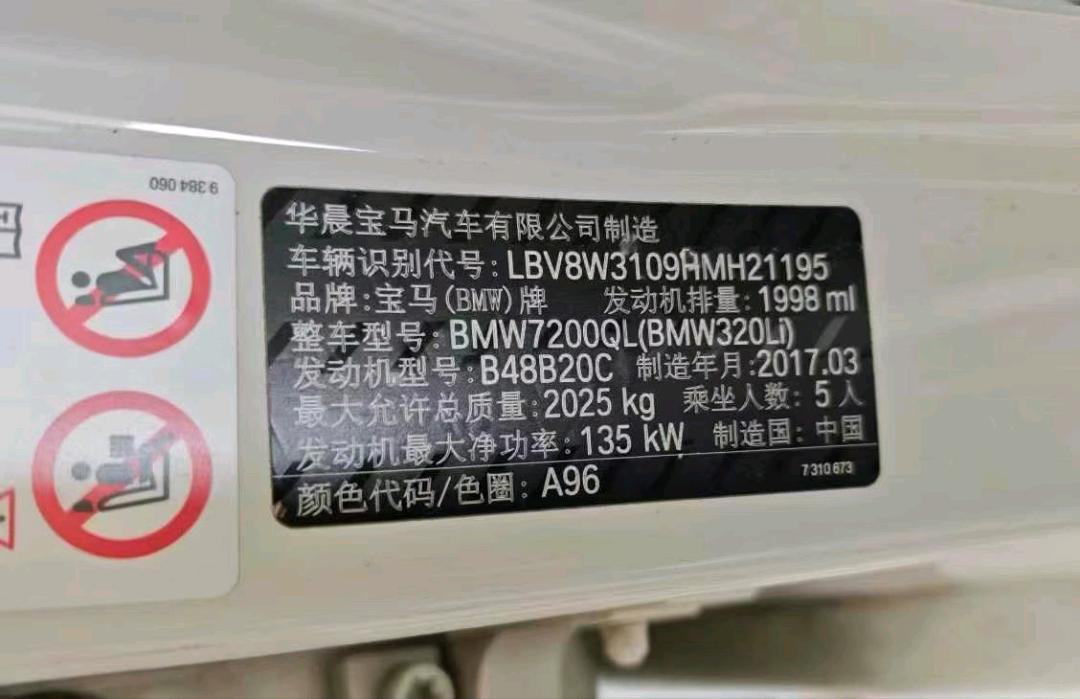 9 384 060
华晨宝马汽车有限公司制造
车辆识别代号:LBV8W3109HMH21195
品牌:宝马(BMW)牌 发动机排量:1998 ml
整车型号:BMW7200QL(BMW320Li)
发动机型号:B48B20C 制造年月:2017.03
最大允许总质量:2025 kg 乘坐人数:5人
发动机最大净功率:135 kW 制造国:中国
颜色代码/色圈:A96 7 310 673